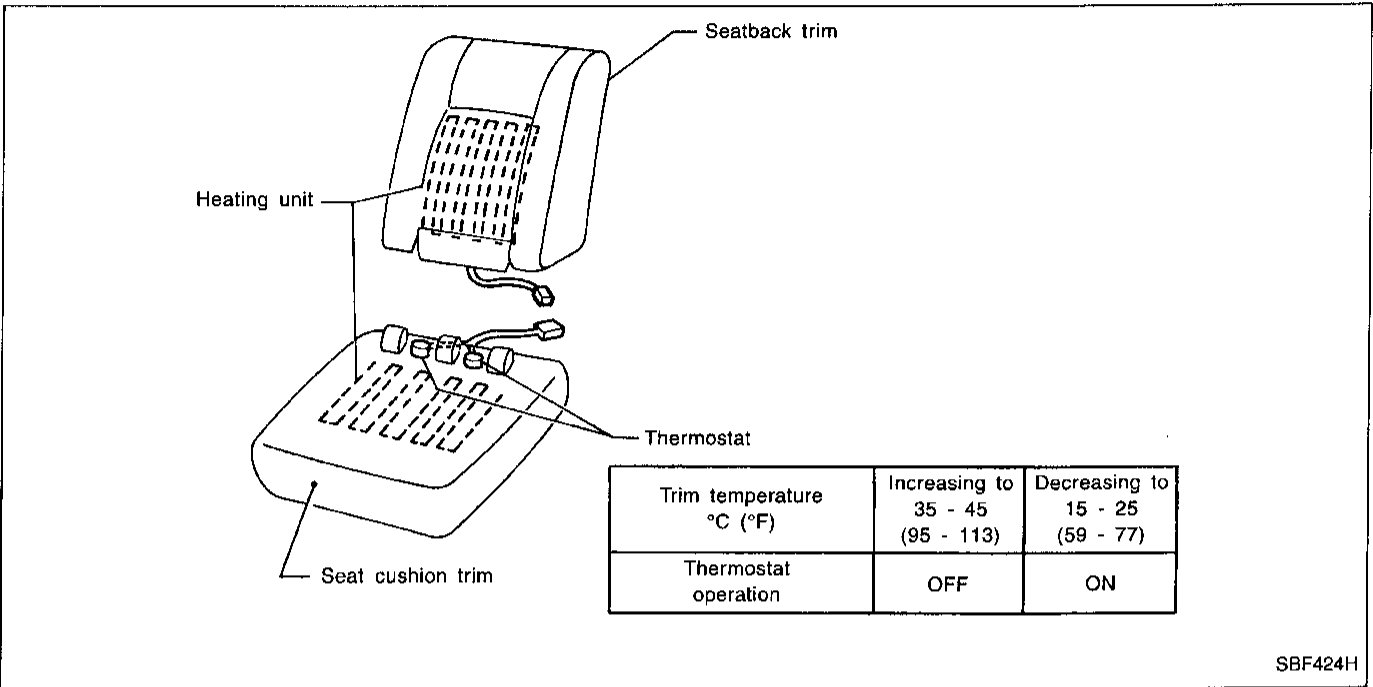 Seatback trim
Heating unit
Thermostat
Trim temperature
°C (°F)
Increasing to
35 - 45
(95 - 113)
Decreasing to
15 - 25
(59 - 77)
Thermostat
operation
OFF
ON
Seat cushion trim
SBF424H